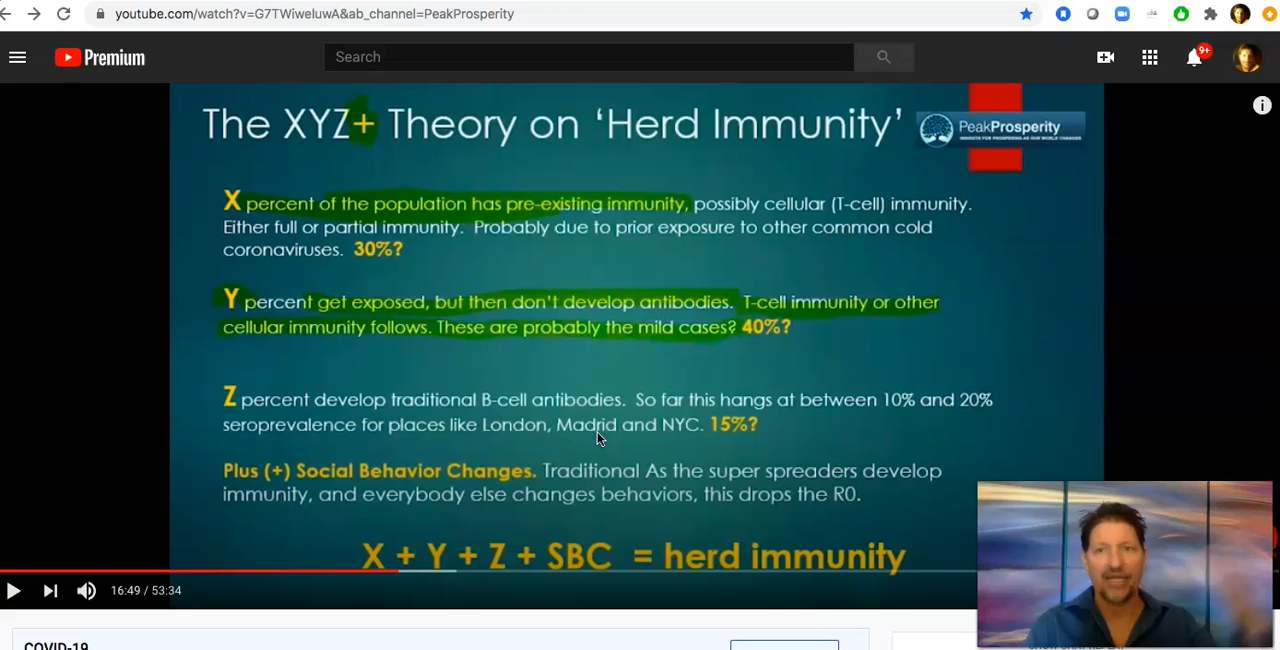 youtube.com/watch?v=G7TWiweluwA&ab_channel=PeakProsperity
Premium
Search
9+
The XYZ+ Theory on ‘Herd Immunity’
PeakProsperity
X percent of the population has pre-existing immunity, possibly cellular (T-cell) immunity.
Either full or partial immunity. Probably due to prior exposure to other common cold
coronaviruses. 30%?
Y percent get exposed, but then don't develop antibodies. T-cell immunity or other
cellular immunity follows. These are probably the mild cases? 40%?
Z percent develop traditional B-cell antibodies. So far this hangs at between 10% and 20%
seroprevalence for places like London, Madrid and NYC. 15%?
Plus (+) Social Behavior Changes. Traditional As the super spreaders develop
immunity, and everybody else changes behaviors, this drops the R0.
X + Y + Z + SBC = herd immunity
16:49 / 53:34
COVID-19